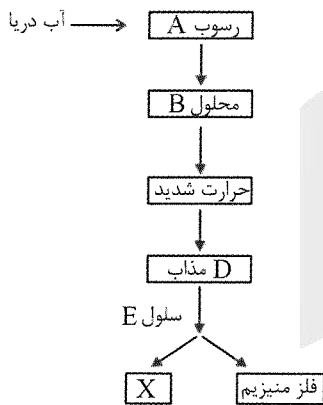 آب دریا
رسوب A
محلول B
حرارت شدید
D مذاب
سلول E
X
فلز منیزیم